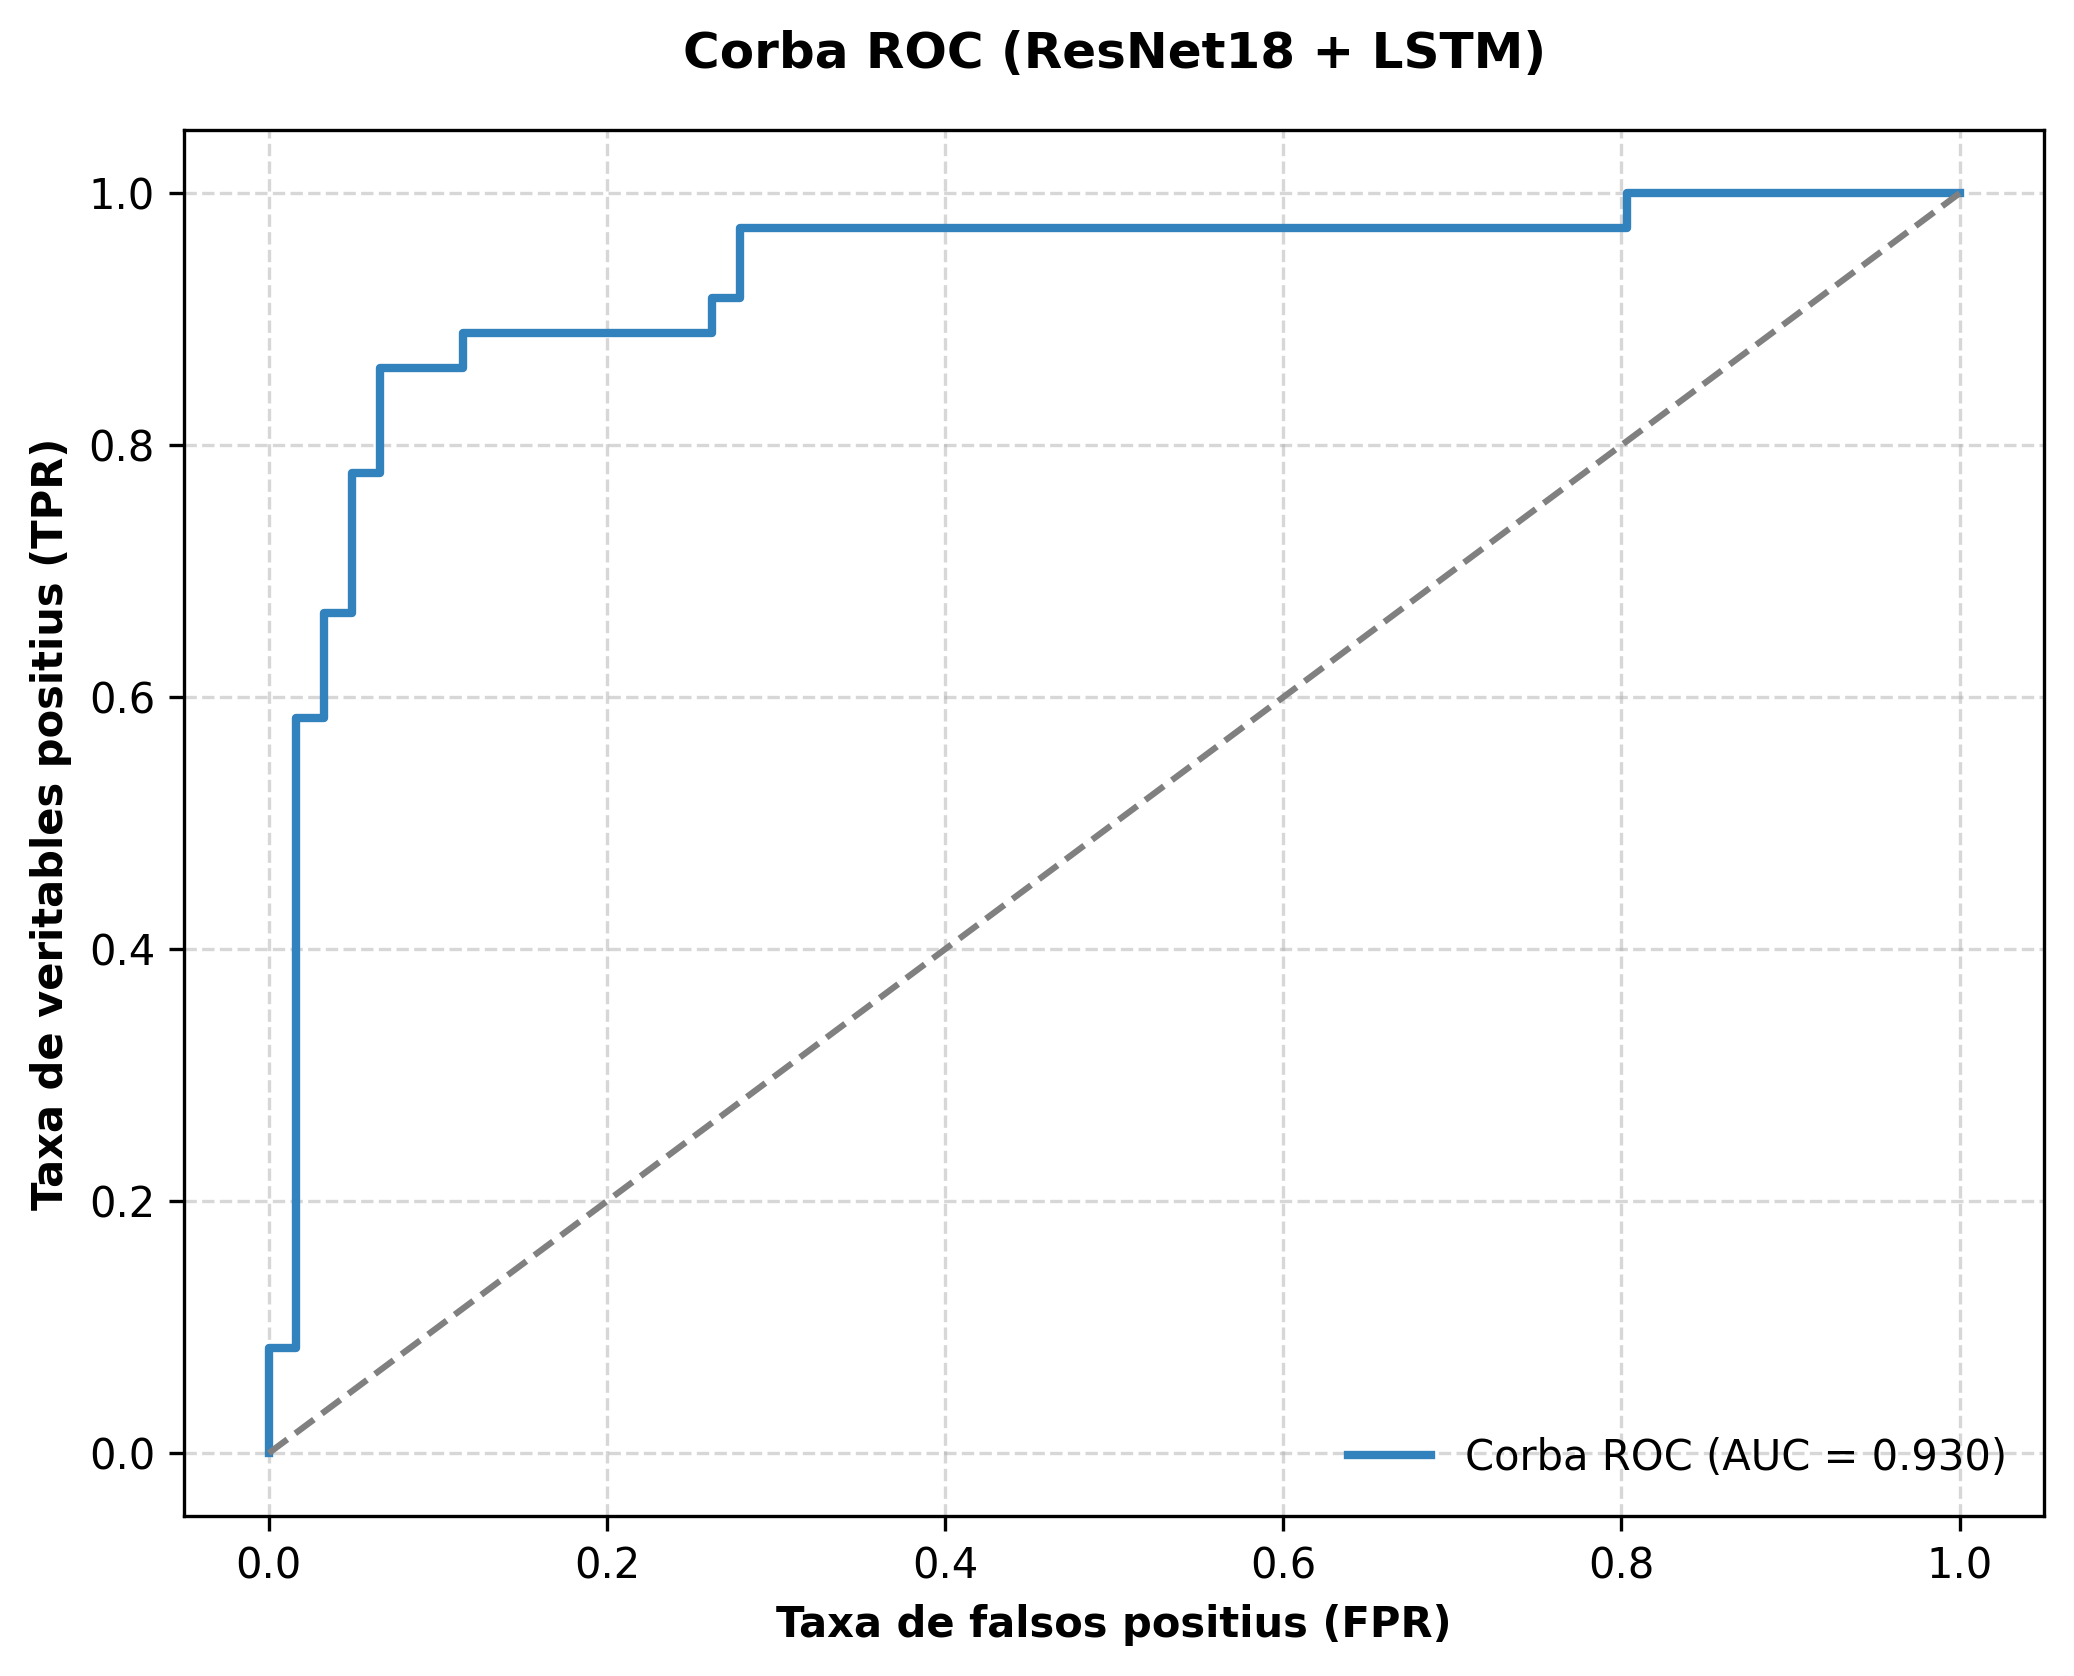 Corba ROC (ResNet18 + LSTM)
Taxa de veritables positius (TPR)
1.0
0.8
0.6
0.4
0.2
0.0
0.0 0.2 0.4 0.6 0.8 1.0
Corba ROC (AUC = 0.930)
Taxa de falsos positius (FPR)